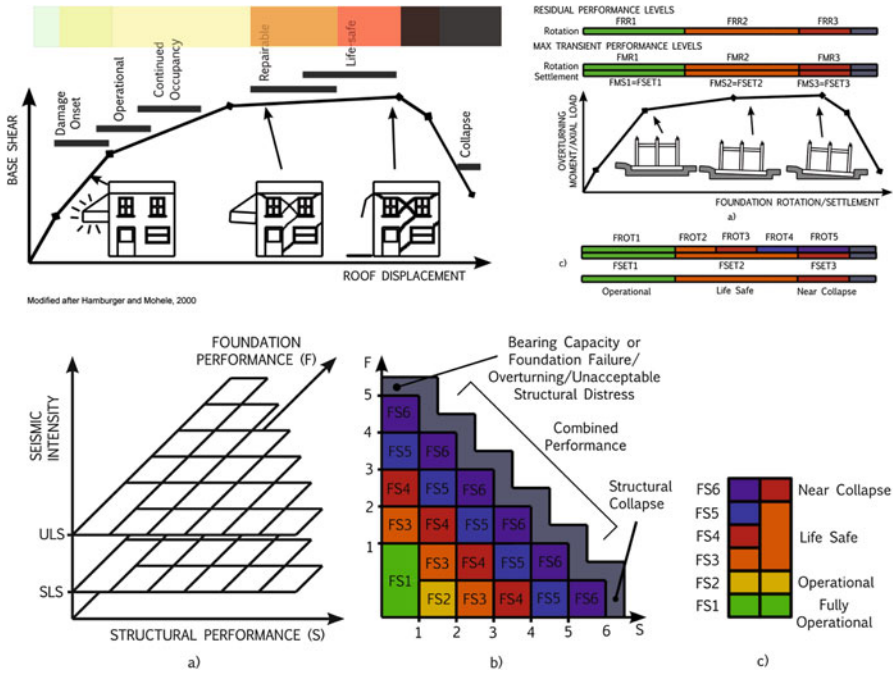 Damage
Onset
Operational
Continued
Occupancy
Repairable
Life-safe
Collapse
BASE SHEAR
ROOF DISPLACEMENT
Modified after Hamburger and Mohele, 2000
RESIDUAL PERFORMANCE LEVELS
FRR1 FRR2 FRR3
Rotation
MAX TRANSIENT PERFORMANCE LEVELS
FMR1 FMR2 FMR3
Rotation
Settlement
FMS1=FSET1 FMS2=FSET2 FMS3=FSET3
OVERTURNING
MOMENT/AXIAL LOAD
FOUNDATION ROTATION/SETTLEMENT
a)
FROT1 FROT2 FROT3 FROT4 FROT5
c)
FSET1 FSET2 FSET3
Operational Life Safe Near Collapse
FOUNDATION
PERFORMANCE (F)
SEISMIC
INTENSITY
ULS
SLS
STRUCTURAL PERFORMANCE (S)
a)
F
5
4
3
2
1
Bearing Capacity or
Foundation Failure/
Overturning/Unacceptable
Structural Distress
Combined
Performance
Structural
Collapse
FS6
FS5 FS6
FS4 FS5 FS6
FS3 FS4 FS5 FS6
FS1 FS3 FS4 FS5 FS6
FS2 FS3 FS4 FS5 FS6
1 2 3 4 5 6 S
b)
FS6 Near Collapse
FS5
FS4 Life Safe
FS3
FS2 Operational
FS1 Fully
Operational
c)